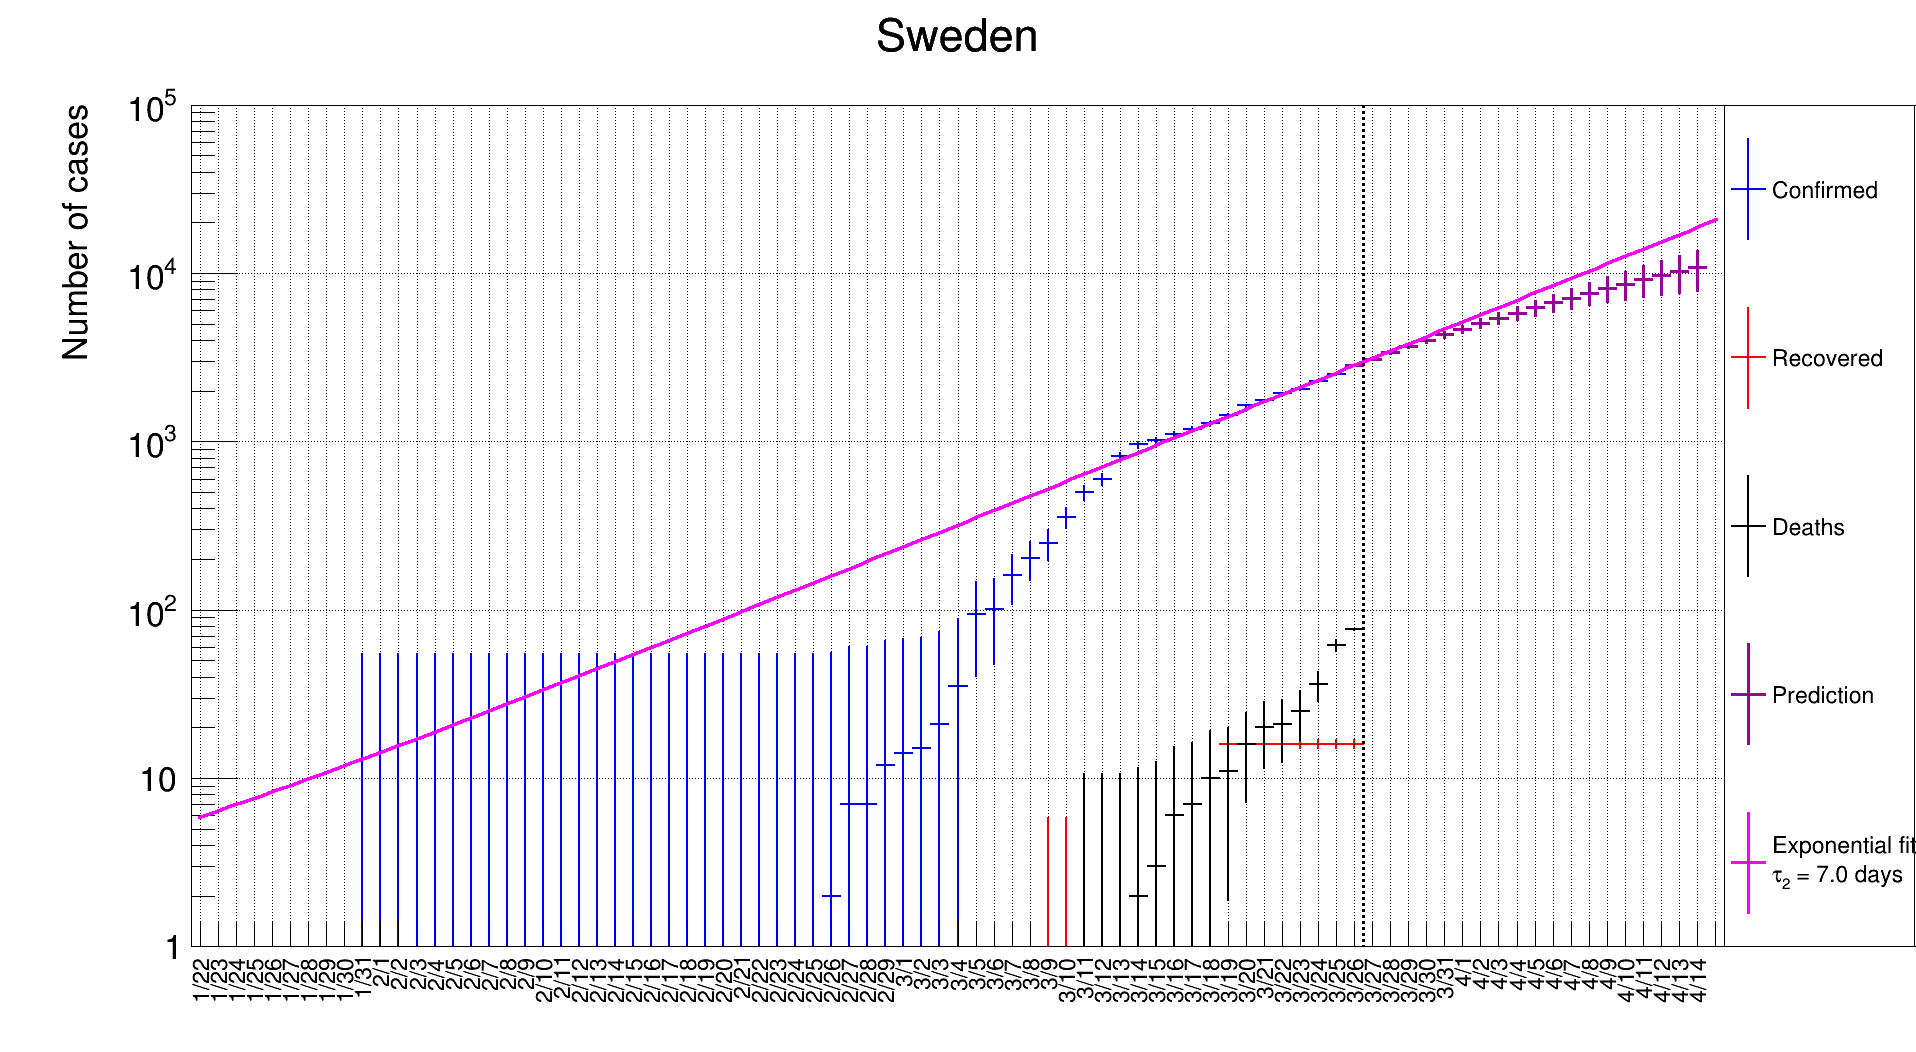 Sweden
Number of cases
10^5
10^4
10^3
10^2
10
1
1/22 1/23 1/24 1/25 1/26 1/27 1/28 1/29 1/30 1/31 2/1 2/2 2/3 2/4 2/5 2/6 2/7 2/8 2/9 2/10 2/11 2/12 2/13 2/14 2/15 2/16 2/17 2/18 2/19 2/20 2/21 2/22 2/23 2/24 2/25 2/26 2/27 2/28 2/29 3/1 3/2 3/3 3/4 3/5 3/6 3/7 3/8 3/9 3/10 3/11 3/12 3/13 3/14 3/15 3/16 3/17 3/18 3/19 3/20 3/21 3/22 3/23 3/24 3/25 3/26 3/27 3/28 3/29 3/30 3/31 4/1 4/2 4/3 4/4 4/5 4/6 4/7 4/8 4/9 4/10 4/11 4/12 4/13 4/14
Confirmed
Recovered
Deaths
Prediction
Exponential fit
τ₂ = 7.0 days